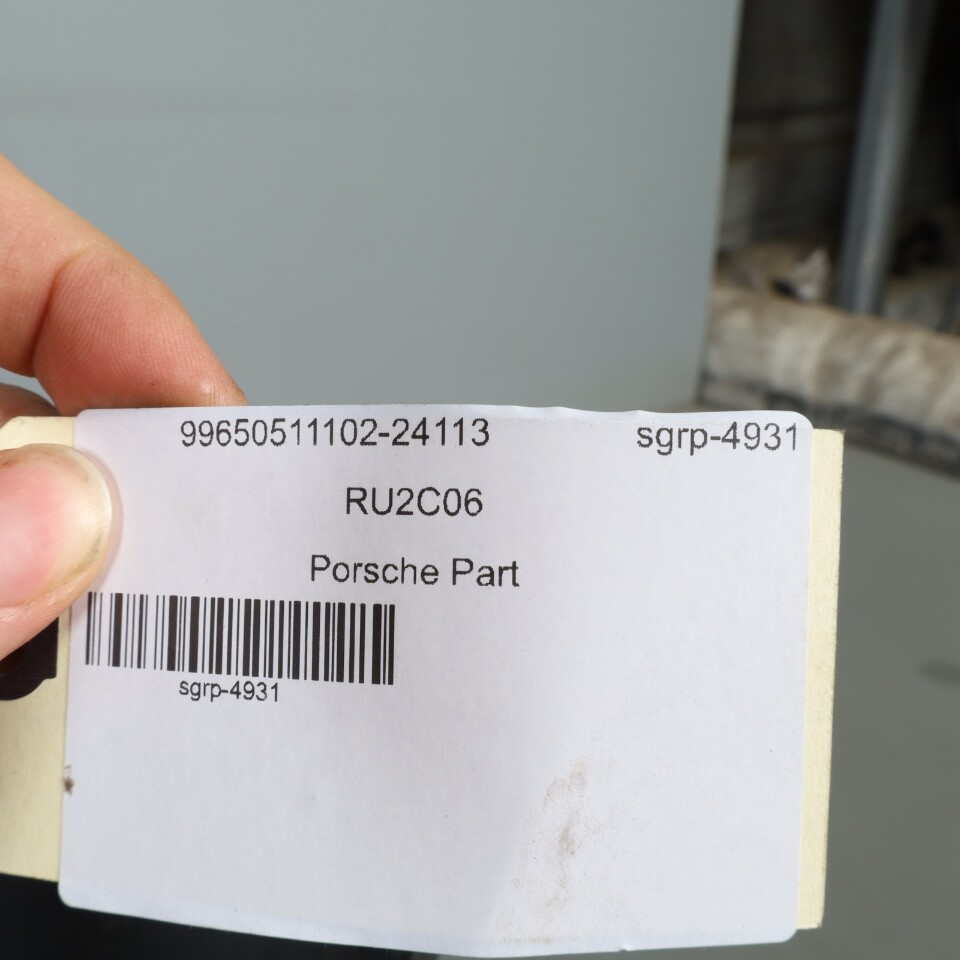 99650511102-24113 sgrp-4931
RU2C06
Porsche Part
sgrp-4931